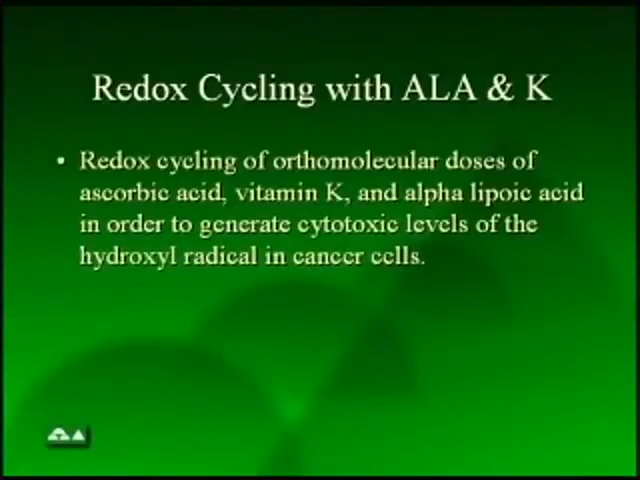 Redox Cycling with ALA & K
• Redox cycling of orthomolecular doses of
ascorbic acid, vitamin K, and alpha lipoic acid
in order to generate cytotoxic levels of the
hydroxyl radical in cancer cells.